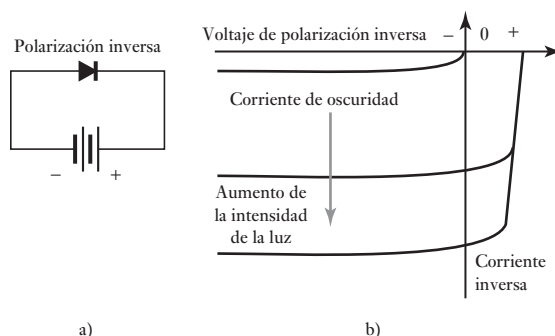 Polarización inversa
–
+
a)
Voltaje de polarización inversa
– 0 +
Corriente de oscuridad
Aumento de
la intensidad
de la luz
Corriente
inversa
b)